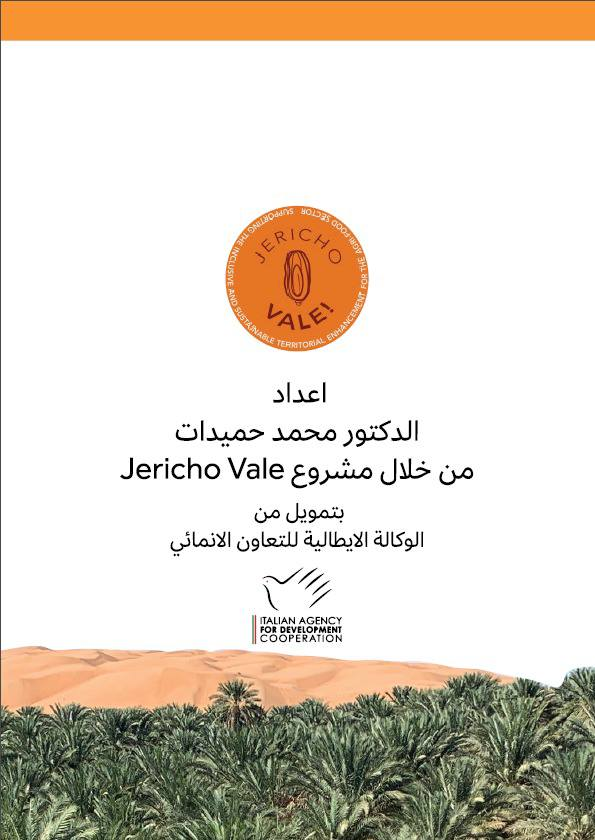 JERICHO
VALE!
SUPPORTING THE INCLUSIVE AND SUSTAINABLE TERRITORIAL ENHANCEMENT FOR THE AGRI-FOOD SECTOR
اعداد
الدكتور محمد حميدات
من خلال مشروع Jericho Vale
بتمويل من
الوكالة الايطالية للتعاون الانمائي
ITALIAN AGENCY
FOR DEVELOPMENT
COOPERATION